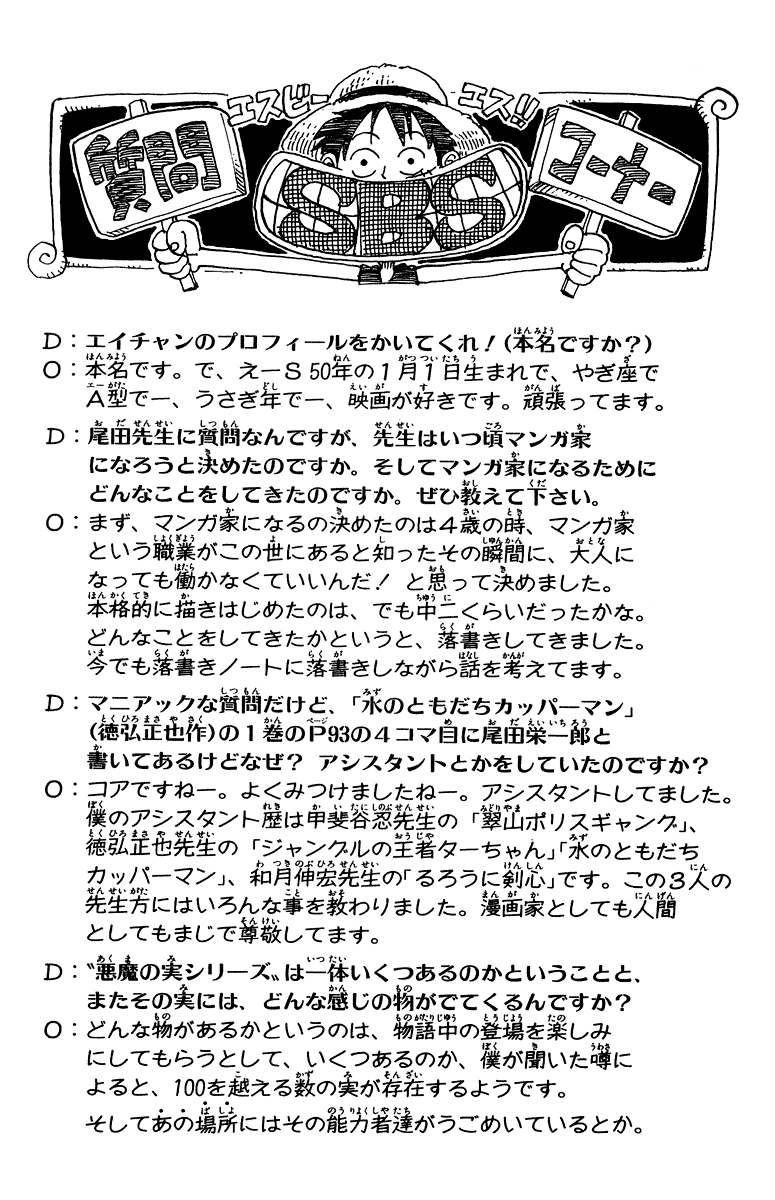 エスビーエス!!
質問
SBS
コーナー
D:エイチャンのプロフィールをかいてくれ!(本名ですか?)
O:本名です。で、えーS50年の1月1日生まれで、やぎ座で
A型でー、うさぎ年でー、映画が好きです。頑張ってます。
D:尾田先生に質問なんですが、先生はいつ頃マンガ家
になろうと決めたのですか。そしてマンガ家になるために
どんなことをしてきたのですか。ぜひ教えて下さい。
O:まず、マンガ家になるの決めたのは4歳の時、マンガ家
という職業がこの世にあると知ったその瞬間に、大人に
なっても働かなくていいんだ! と思って決めました。
本格的に描きはじめたのは、でも中二くらいだったかな。
どんなことをしてきたかというと、落書きしてきました。
今でも落書きノートに落書きしながら話を考えてます。
D:マニアックな質問だけど、「水のともだちカッパーマン」
(徳弘正也作)の1巻のP93の4コマ目に尾田栄一郎と
書いてあるけどなぜ? アシスタントとかをしていたのですか?
O:コアですねー。よくみつけましたねー。アシスタントしてました。
僕のアシスタント歴は甲斐谷忍先生の「翠山ポリスギャング」、
徳弘正也先生の「ジャングルの王者ターちゃん」「水のともだち
カッパーマン」、和月伸宏先生の「るろうに剣心」です。この3人の
先生方にはいろんな事を教わりました。漫画家としても人間
としてもまじで尊敬してます。
D:〝悪魔の実シリーズ〟は一体いくつあるのかということと、
またその実には、どんな感じの物がでてくるんですか?
O:どんな物があるかというのは、物語中の登場を楽しみ
にしてもらうとして、いくつあるのか、僕が聞いた噂に
よると、100を越える数の実が存在するようです。
そしてあの場所にはその能力者達がうごめいているとか。